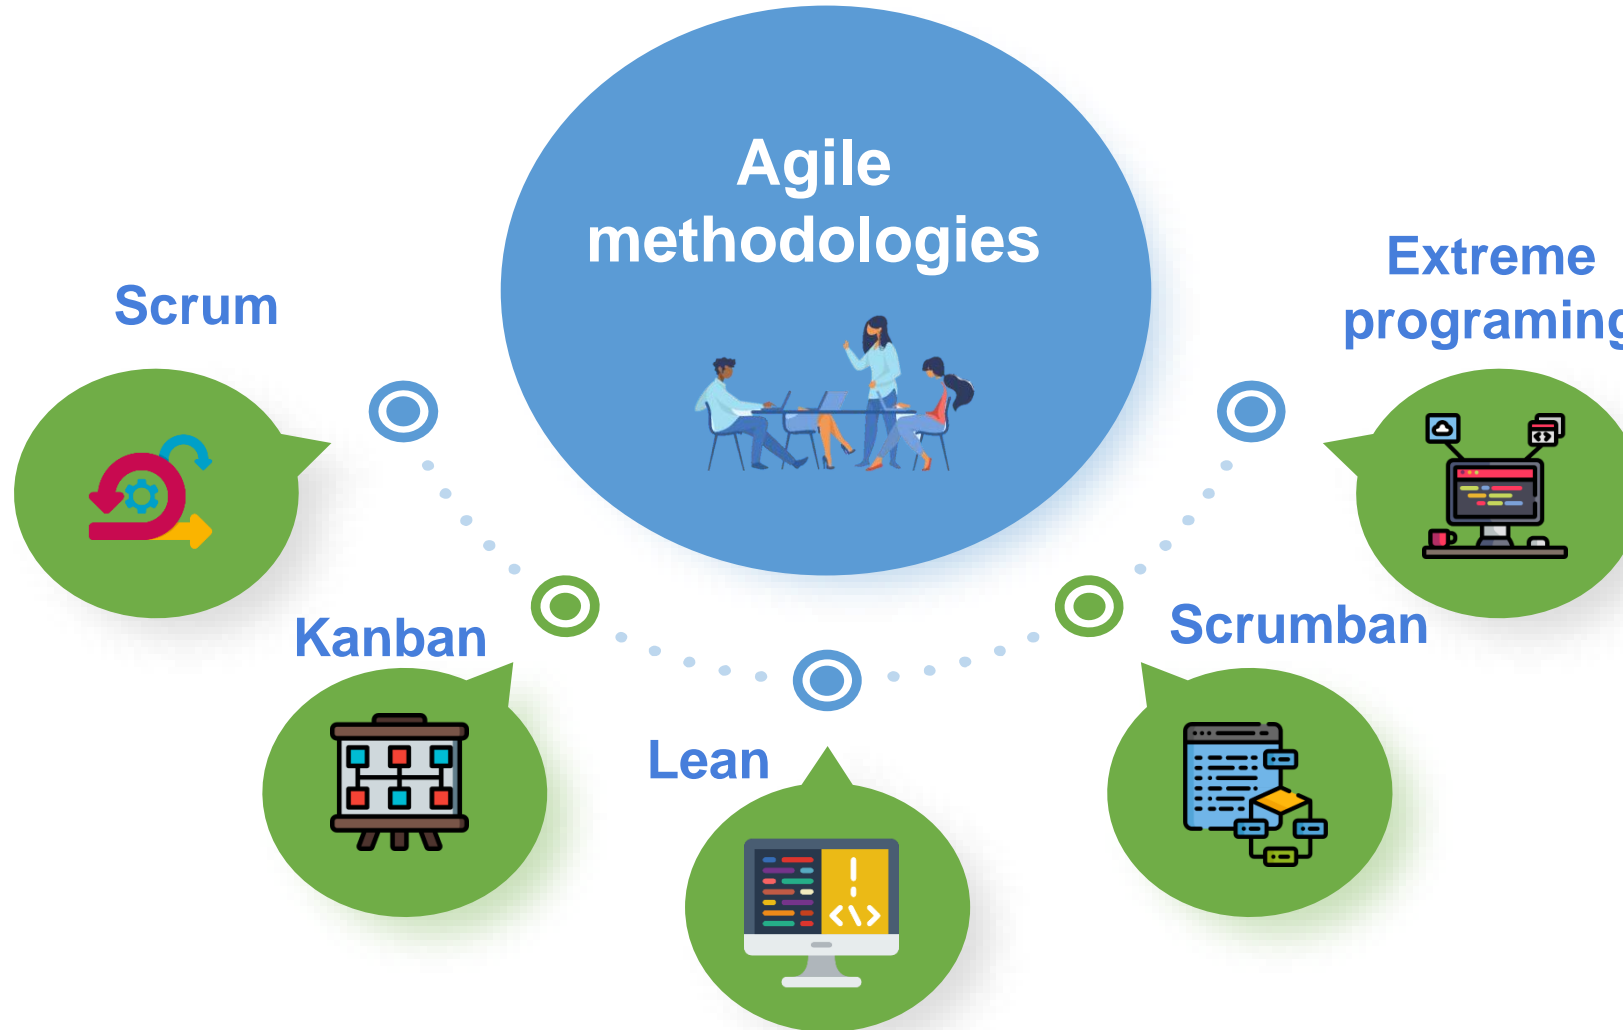 Agile
methodologies
Scrum
Extreme
programing
Kanban
Scrumban
Lean